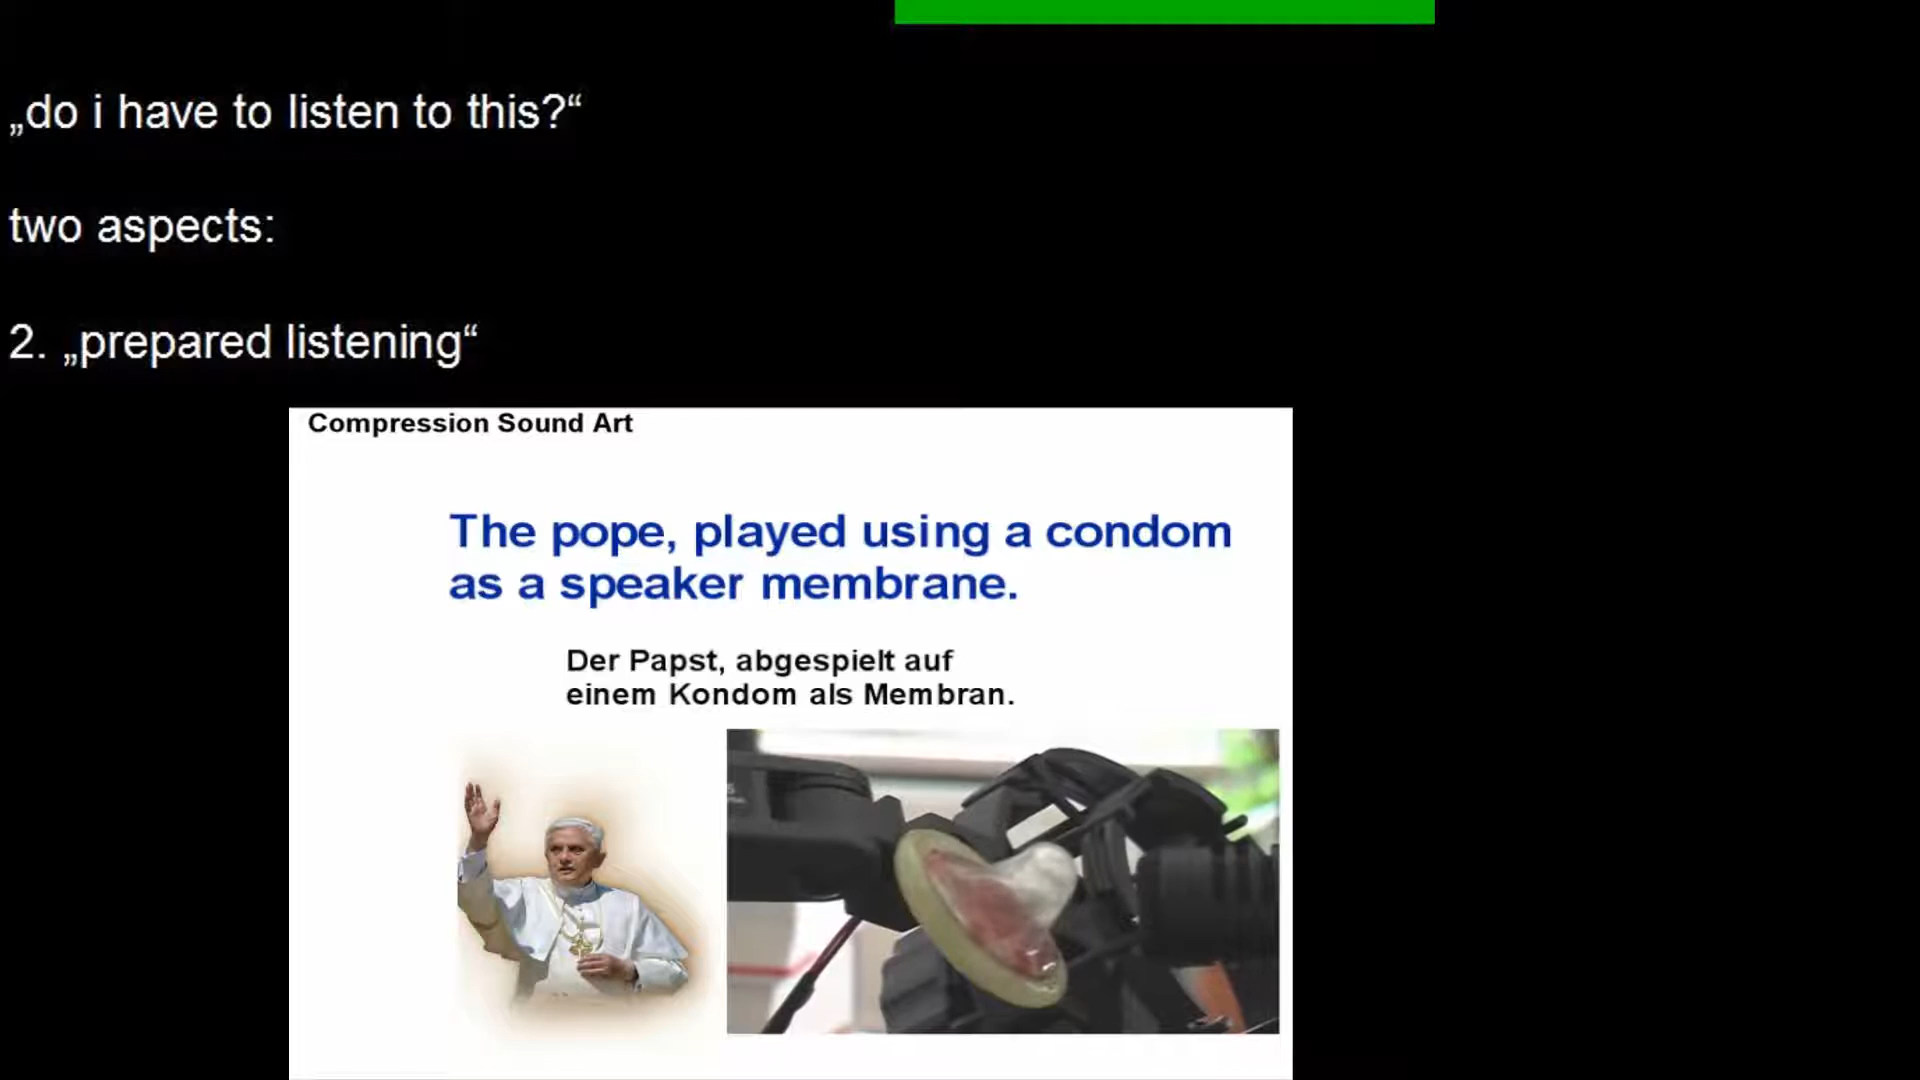 „do i have to listen to this?“
two aspects:
2. „prepared listening“
Compression Sound Art
The pope, played using a condom
as a speaker membrane.
Der Papst, abgespielt auf
einem Kondom als Membran.